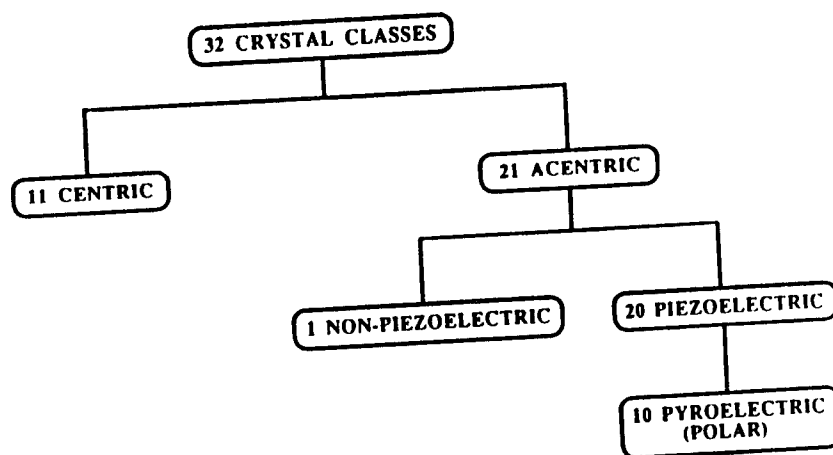 32 CRYSTAL CLASSES
11 CENTRIC
21 ACENTRIC
1 NON-PIEZOELECTRIC
20 PIEZOELECTRIC
10 PYROELECTRIC
(POLAR)